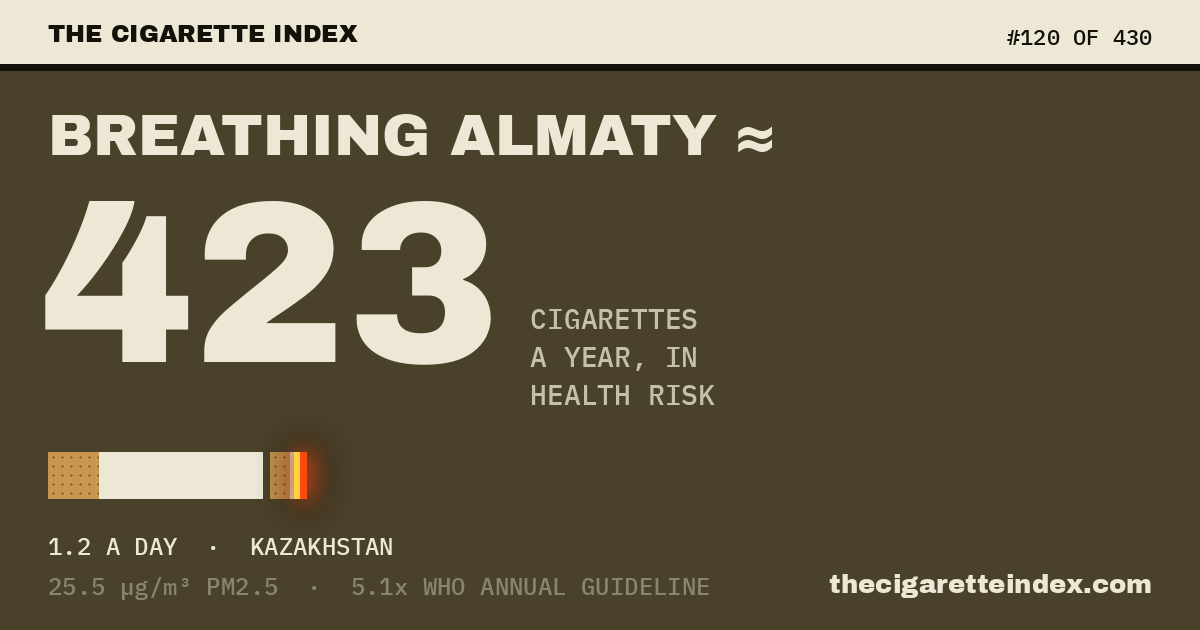 THE CIGARETTE INDEX
#120 OF 430
BREATHING ALMATY ≈
423
CIGARETTES
A YEAR, IN
HEALTH RISK
1.2 A DAY · KAZAKHSTAN
25.5 µg/m³ PM2.5 · 5.1x WHO ANNUAL GUIDELINE
thecigaretteindex.com